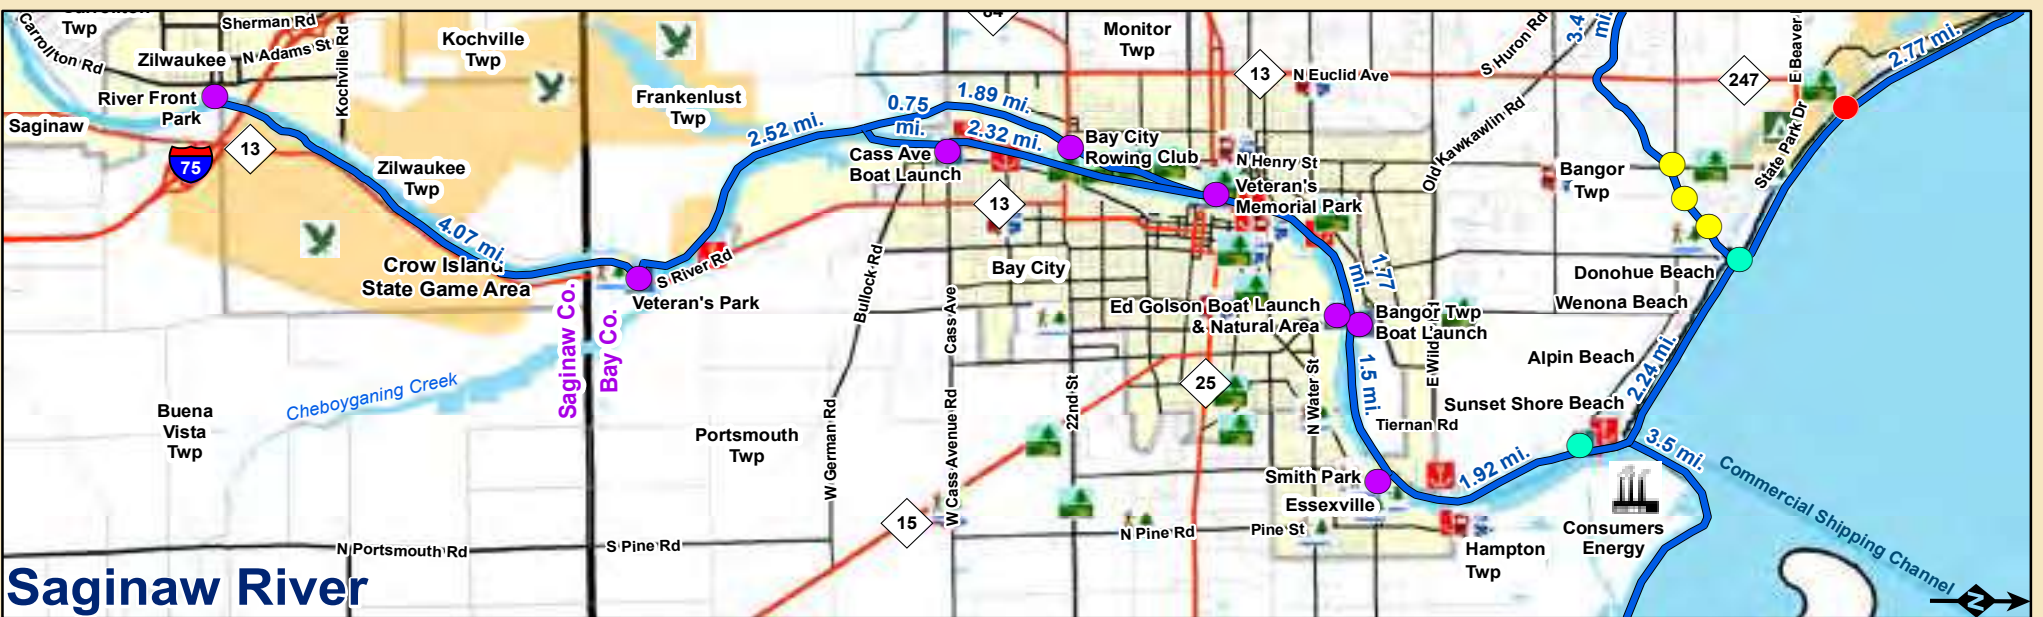 Twp
Sherman Rd
Carrollton Rd
Zilwaukee
N Adams St
Kochville Rd
Kochville
Twp
River Front
Park
Saginaw
75
13
Zilwaukee
Twp
4.07 mi.
Crow Island
State Game Area
Frankenlust
Twp
2.52 mi.
S River Rd
Veteran's Park
Saginaw Co.
Bay Co.
Cheboyganing Creek
Buena
Vista
Twp
N Portsmouth Rd
S Pine Rd
Portsmouth
Twp
W German Rd
Bullock Rd
Cass Ave
W Cass Avenue Rd
22nd St
15
84
0.75
mi.
1.89 mi.
2.32 mi.
Cass Ave
Boat Launch
Bay City
Rowing Club
13
Bay City
Monitor
Twp
13
N Euclid Ave
N Henry St
Veteran's
Memorial Park
1.77
mi.
Ed Golson Boat Launch
& Natural Area
Bangor Twp
Boat Launch
25
N Water St
1.5 mi.
Tiernan Rd
Smith Park
Essexville
N Pine Rd
Pine St
Hampton
Twp
1.92 mi.
S Huron Rd
Old Kawkawlin Rd
3.4
mi.
247
E Beaver
State Park Dr
2.77 mi.
Bangor
Twp
Donohue Beach
Wenona Beach
Alpin Beach
Sunset Shore Beach
2.24 mi.
3.5 mi.
Consumers
Energy
Commercial Shipping Channel
N
Saginaw River